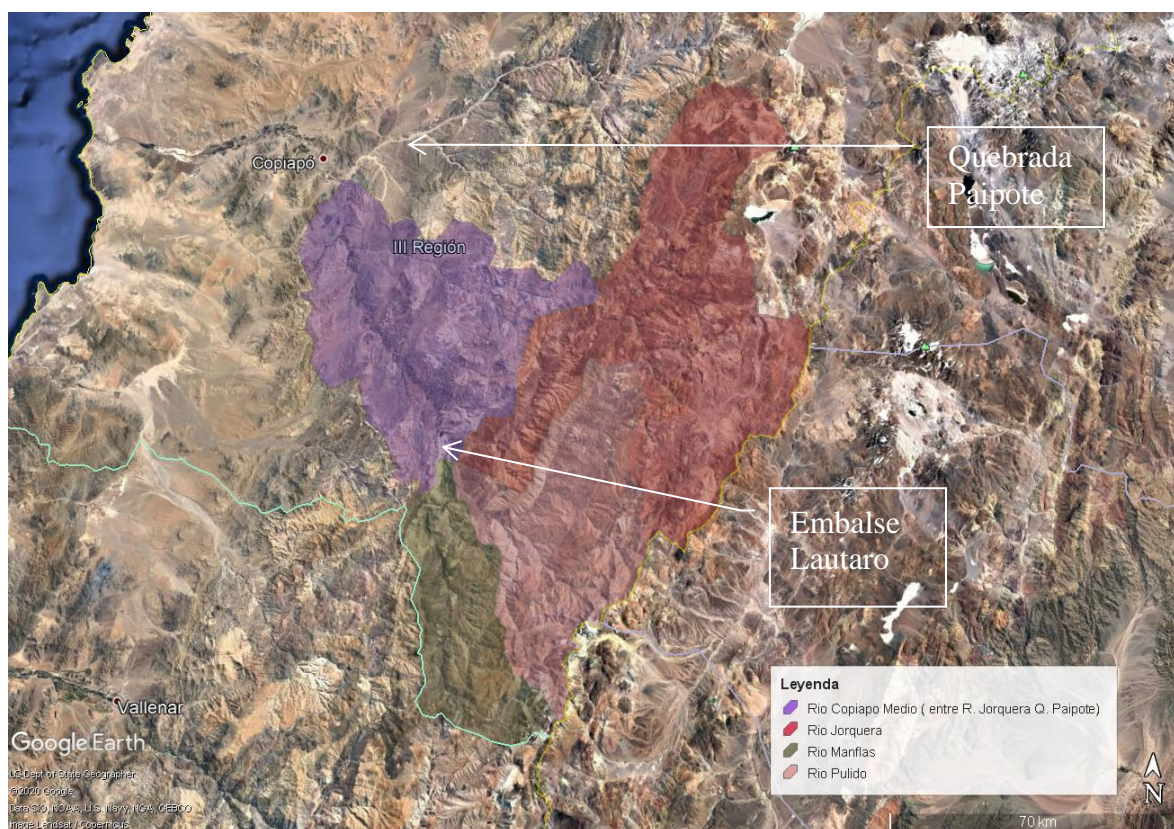 Quebrada
Paipote
Copiapó
III Región
Embalse
Lautaro
Vallenar
Leyenda
Rio Copiapo Medio ( entre R. Jorquera Q. Paipote)
Rio Jorquera
Rio Manflas
Rio Pulido
Google Earth
US Dept of State Geographer
©2020 Google
Data SIO, NOAA, U.S. Navy, NGA, GEBCO
Image Landsat / Copernicus
N
70 km